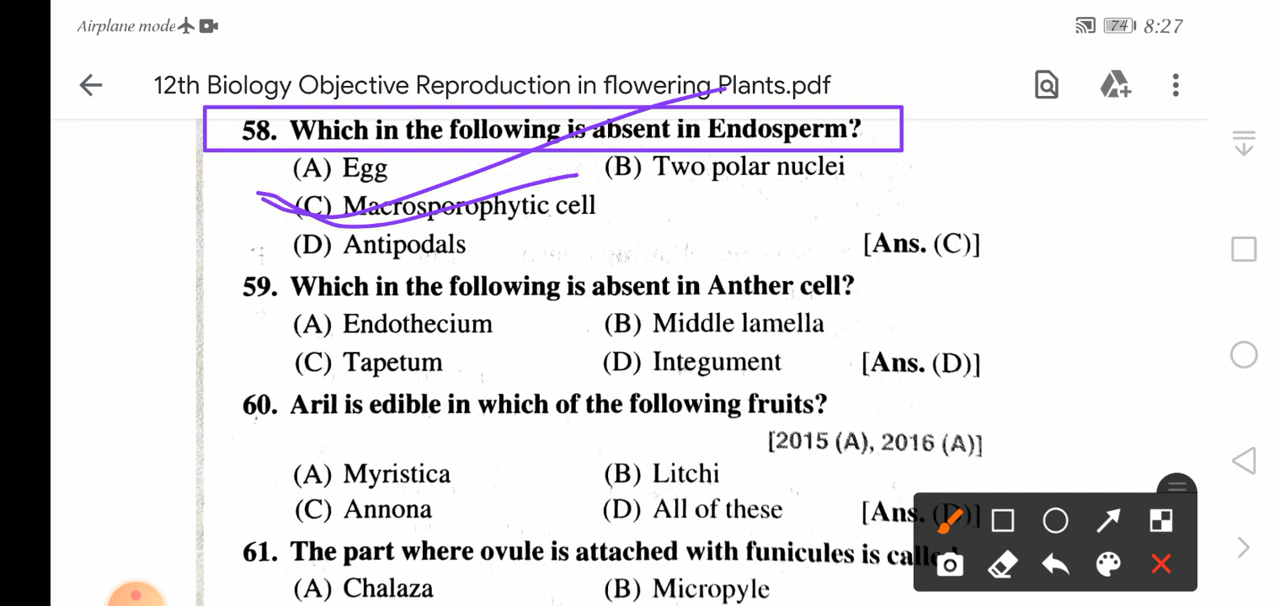 Airplane mode 74 8:27
12th Biology Objective Reproduction in flowering Plants.pdf
58. Which in the following is absent in Endosperm?
(A) Egg (B) Two polar nuclei
(C) Macrosporophytic cell
(D) Antipodals [Ans. (C)]
59. Which in the following is absent in Anther cell?
(A) Endothecium (B) Middle lamella
(C) Tapetum (D) Integument [Ans. (D)]
60. Aril is edible in which of the following fruits?
[2015 (A), 2016 (A)]
(A) Myristica (B) Litchi
(C) Annona (D) All of these [Ans. (D)]
61. The part where ovule is attached with funicules is
(A) Chalaza (B) Micropyle